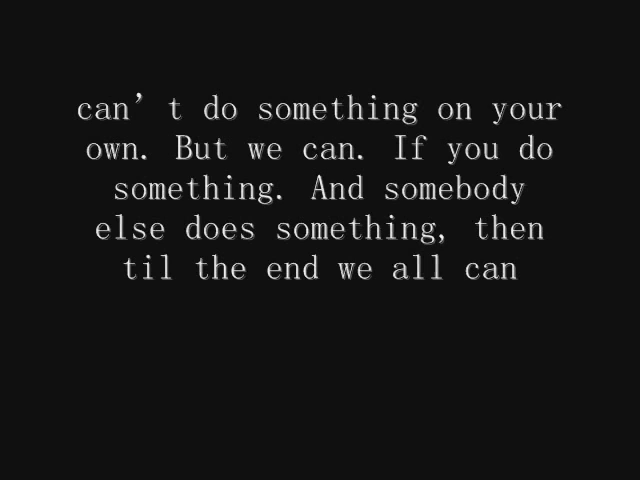 can’t do something on your
own. But we can. If you do
something. And somebody
else does something, then
til the end we all can